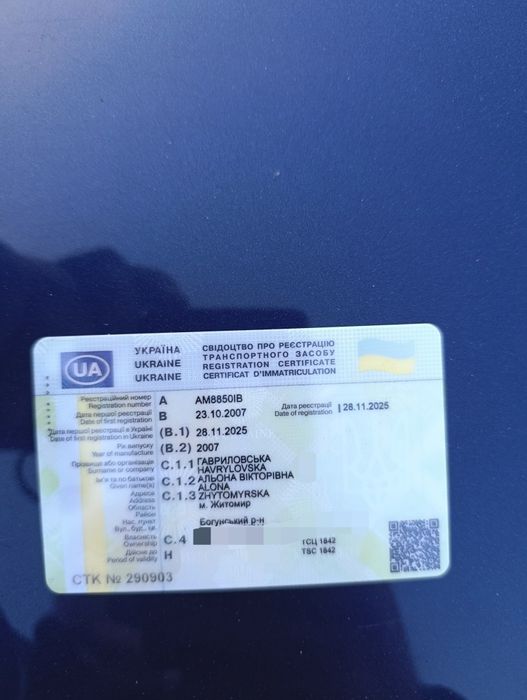 UA
УКРАЇНА
UKRAINE
UKRAINE
СВІДОЦТВО ПРО РЕЄСТРАЦІЮ
ТРАНСПОРТНОГО ЗАСОБУ
REGISTRATION CERTIFICATE
CERTIFICAT D'IMMATRICULATION
Реєстраційний номер
Registration number
A AM8850IB
Дата першої реєстрації
Date of first registration
B 23.10.2007
Дата реєстрації
Date of registration
I 28.11.2025
Дата першої реєстрації в Україні
Date of first registration in Ukraine
(B.1) 28.11.2025
Рік випуску
Year of manufacture
(B.2) 2007
Прізвище або організація
Surname or company
C.1.1 ГАВРИЛОВСЬКА
HAVRYLOVSKA
Ім'я та по батькові
Given name(s)
C.1.2 АЛЬОНА ВІКТОРІВНА
ALONA
Адреса
Address
C.1.3 ZHYTOMYRSKA
Область
м. Житомир
Район
Нас. пункт
Богунський р-н
Вул., буд., кв.
Власність
Ownership
C.4
ТСЦ 1842
TSC 1842
Дійсне до
Period of validity
H
СТК № 290903